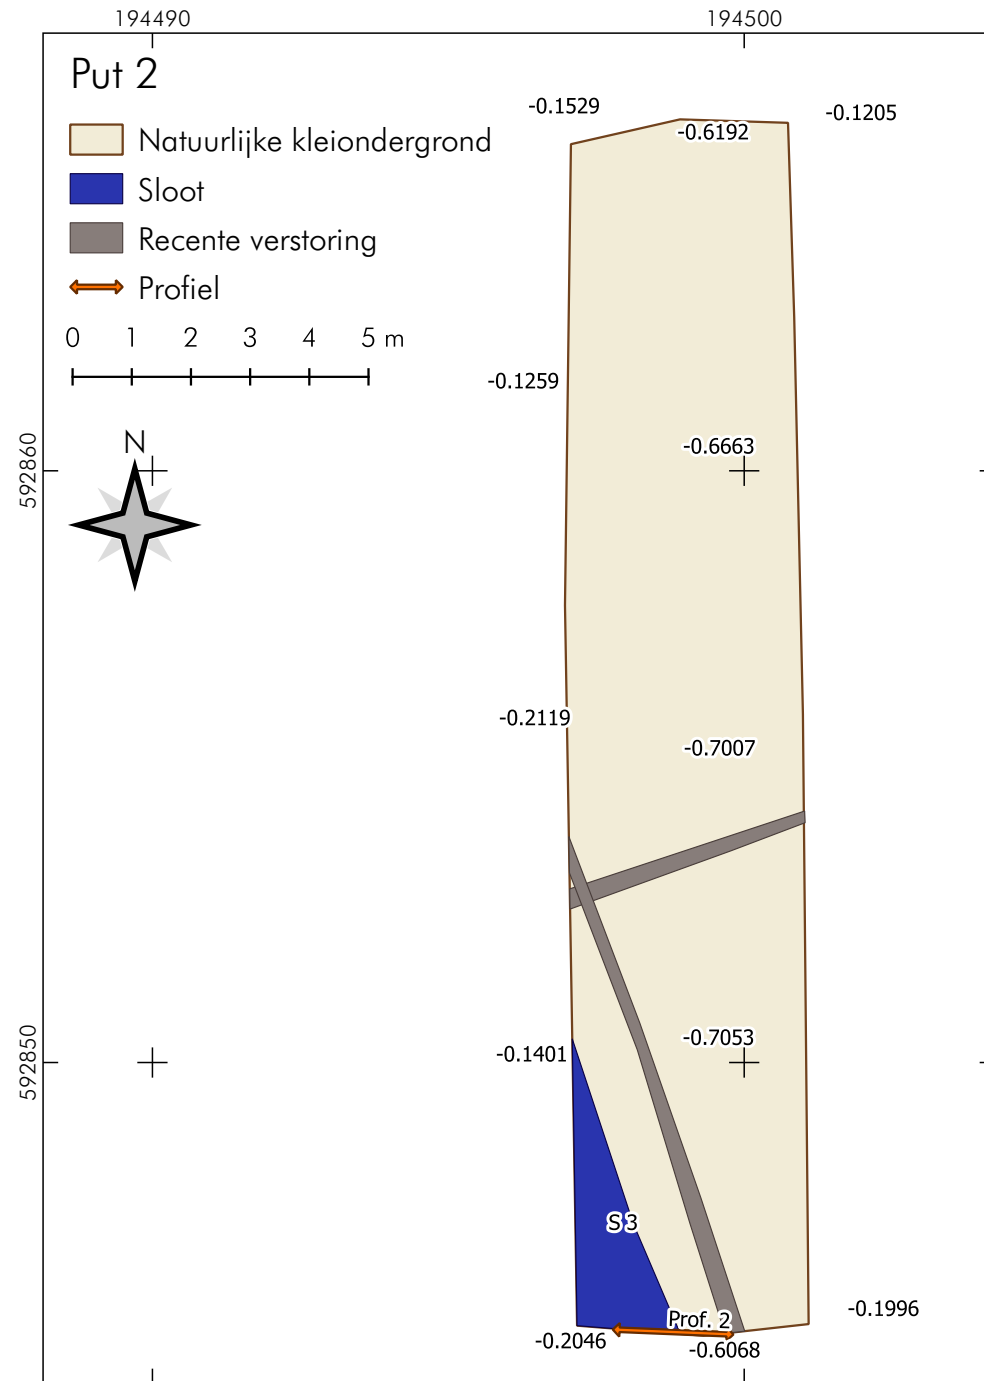 194490 194500
Put 2
-0.1529 -0.1205
-0.6192
Natuurlijke kleiondergrond
Sloot
Recente verstoring
Profiel
0 1 2 3 4 5 m
-0.1259
N
592860
-0.6663
-0.2119
-0.7007
592850
-0.7053
-0.1401
S 3
-0.1996
Prof. 2
-0.2046
-0.6068